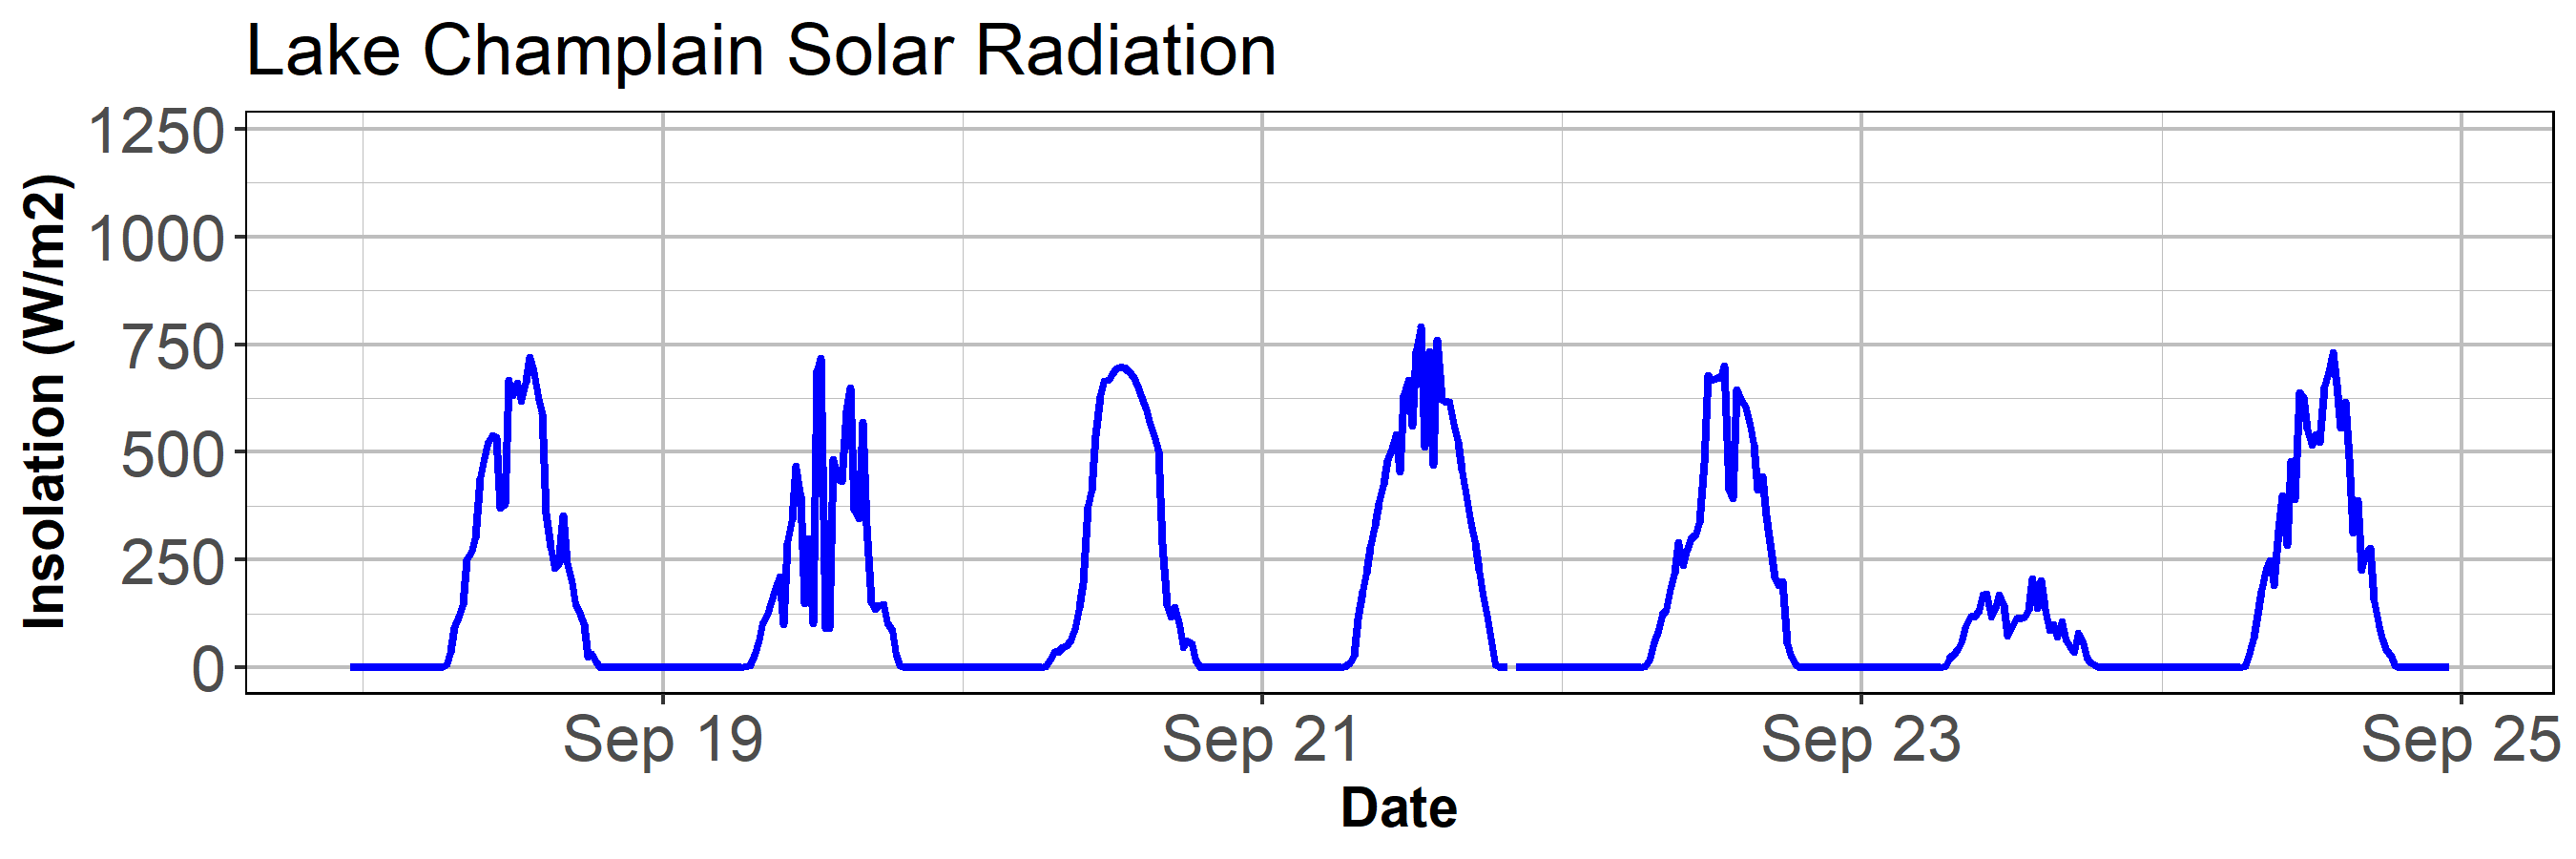 Lake Champlain Solar Radiation
1250
1000
750
500
250
0
Insolation (W/m2)
Sep 19
Sep 21
Sep 23
Sep 25
Date